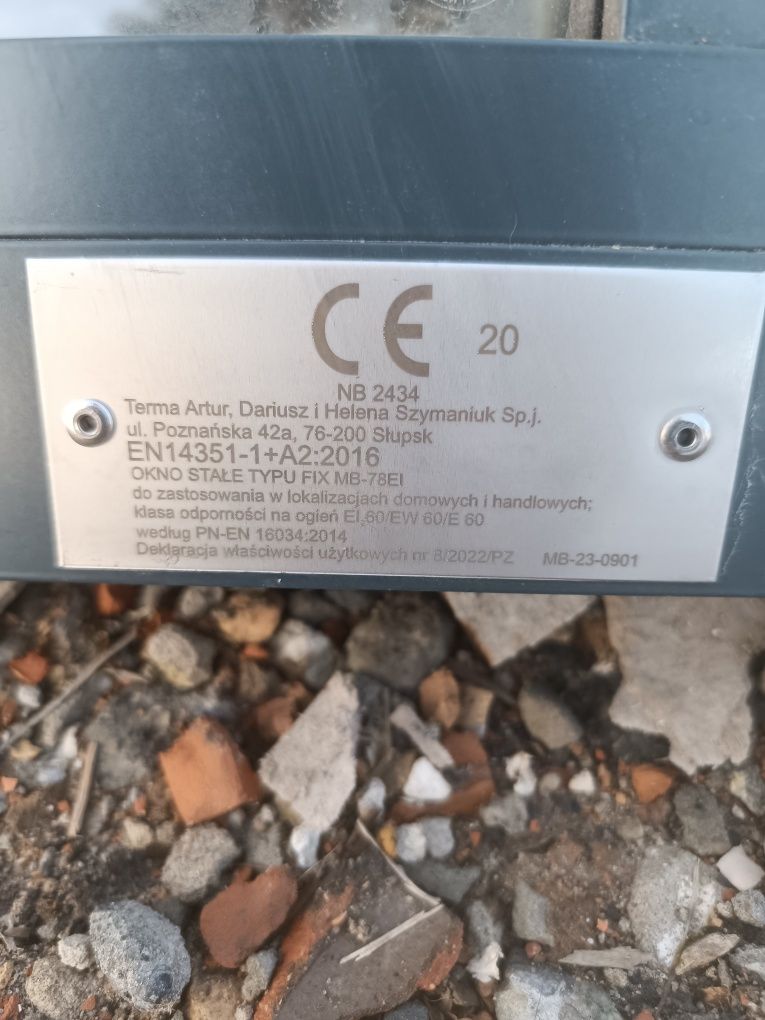 CE 20
NB 2434
Terma Artur, Dariusz i Helena Szymaniuk Sp.j.
ul. Poznańska 42a, 76-200 Słupsk
EN14351-1+A2:2016
OKNO STAŁE TYPU FIX MB-78EI
do zastosowania w lokalizacjach domowych i handlowych;
klasa odporności na ogień EI 60/EW 60/E 60
według PN-EN 16034:2014
Deklaracja właściwości użytkowych nr 8/2022/PZ MB-23-0901